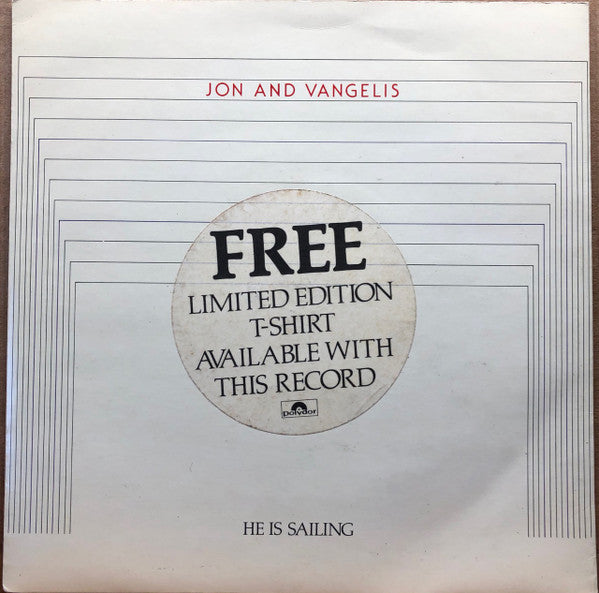 JON AND VANGELIS
FREE
LIMITED EDITION
T-SHIRT
AVAILABLE WITH
THIS RECORD
Polydor
HE IS SAILING